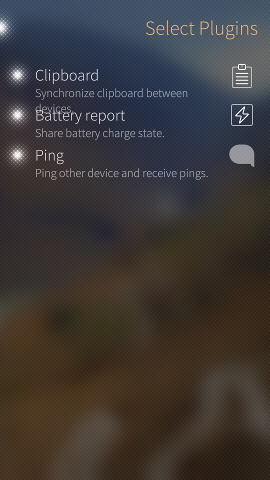 Select Plugins
Clipboard
Synchronize clipboard between
devices.
Battery report
Share battery charge state.
Ping
Ping other device and receive pings.